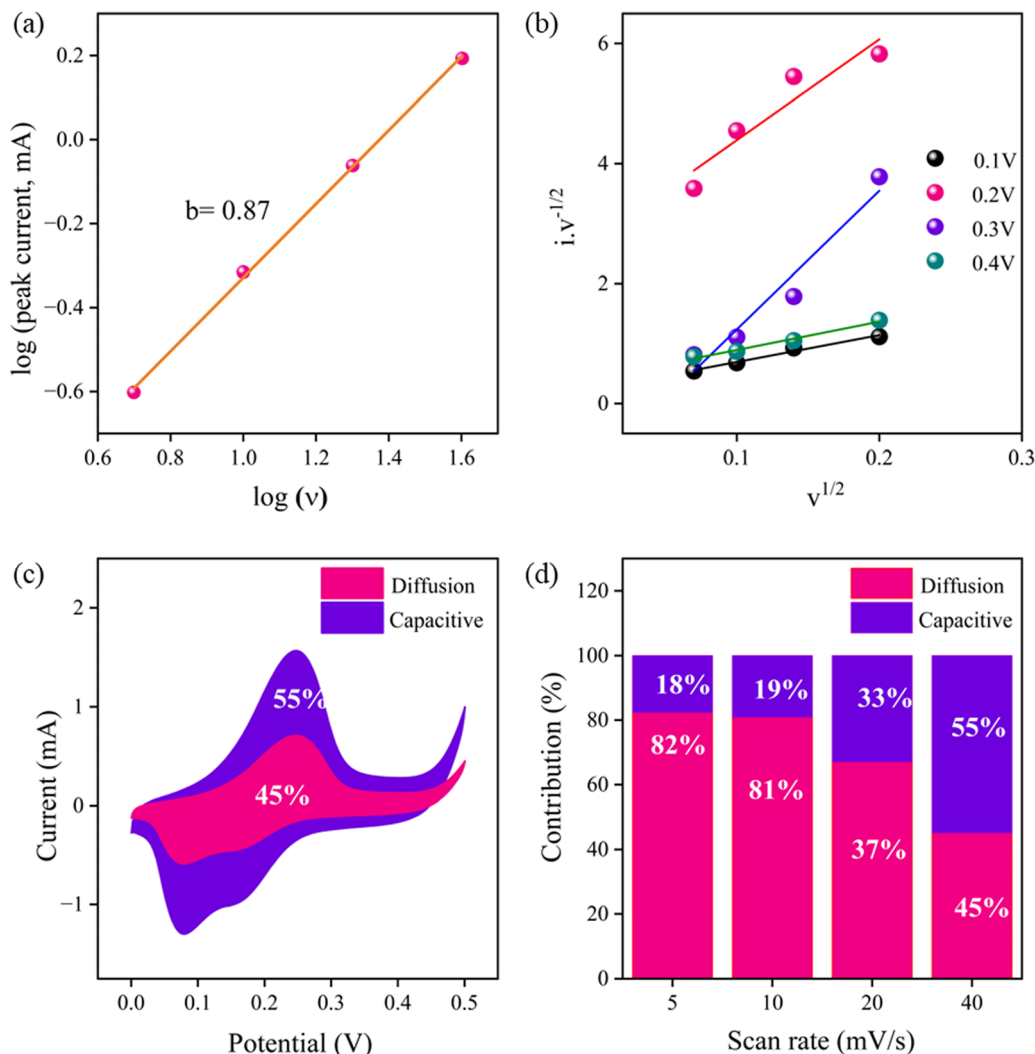 (a)
log (peak current, mA)
0.2
0.0
−0.2
−0.4
−0.6
b= 0.87
0.6
0.8
1.0
1.2
1.4
1.6
log (ν)
(b)
i.v-1/2
6
4
2
0
0.1V
0.2V
0.3V
0.4V
0.1
0.2
0.3
v1/2
(c)
Current (mA)
2
1
0
−1
Diffusion
Capacitive
55%
45%
0.0
0.1
0.2
0.3
0.4
0.5
Potential (V)
(d)
Contribution (%)
120
100
80
60
40
20
0
Diffusion
Capacitive
18%
19%
33%
55%
82%
81%
37%
45%
5
10
20
40
Scan rate (mV/s)